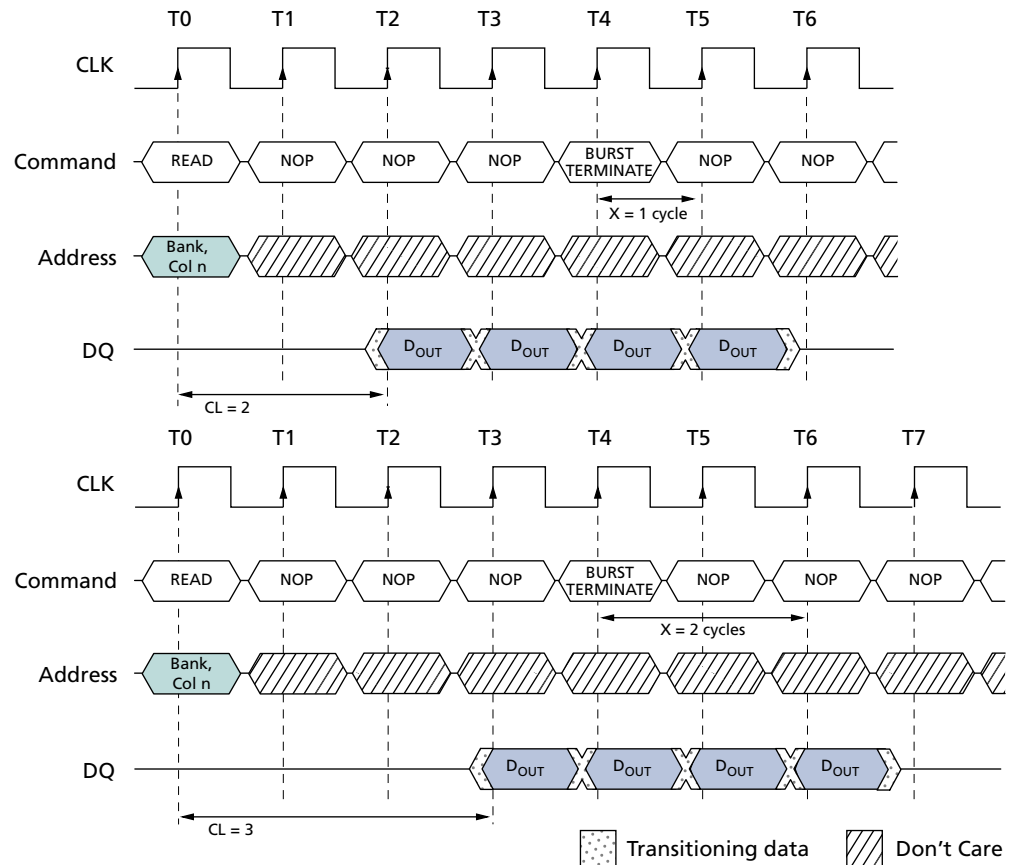 T0 T1 T2 T3 T4 T5 T6
CLK
Command READ NOP NOP NOP BURST TERMINATE NOP NOP
X = 1 cycle
Address Bank, Col n
DQ DOUT DOUT DOUT DOUT
CL = 2
T0 T1 T2 T3 T4 T5 T6 T7
CLK
Command READ NOP NOP NOP BURST TERMINATE NOP NOP NOP
X = 2 cycles
Address Bank, Col n
DQ DOUT DOUT DOUT DOUT
CL = 3
Transitioning data Don't Care